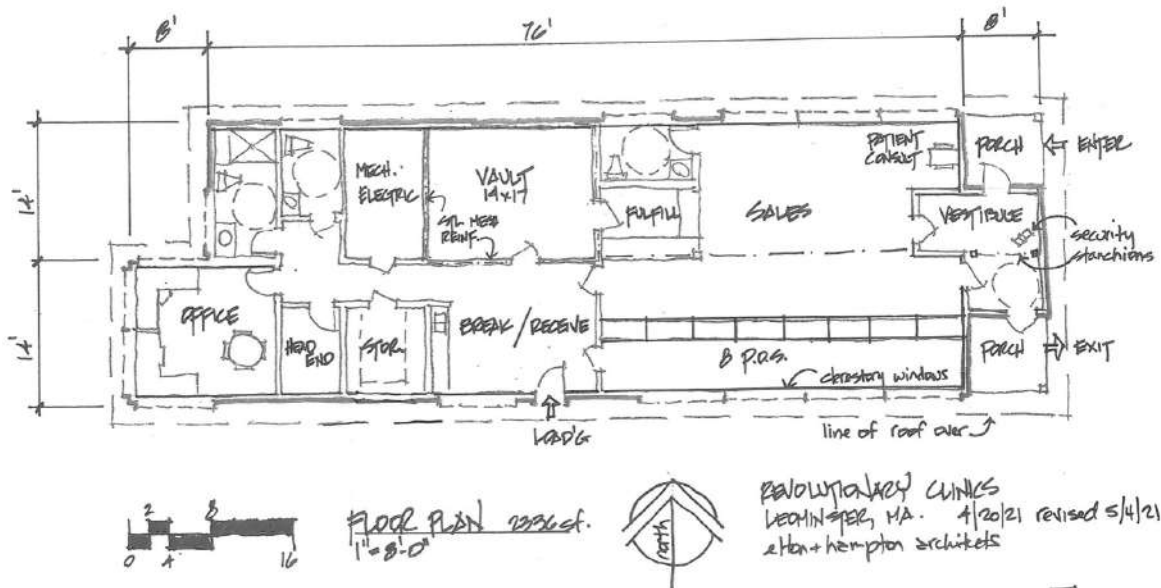 8'
76'
8'
14'
14'
MECH.
ELECTRIC
VAULT
14x17
STL MESH
REINF.
FULFILL
SALES
PATIENT
CONSULT
PORCH
ENTER
VESTIBULE
security
stanchions
OFFICE
HEAD
END
STOR.
BREAK/RECEIVE
8 P.O.S.
clerestory windows
PORCH
EXIT
LOAD'G
line of roof over
0 2 4 8 16
FLOOR PLAN 2336 sf.
1" = 8'-0"
north
REVOLUTIONARY CLINICS
LEOMINSTER, MA. 4/20/21 revised 5/4/21
elton+hampton architects